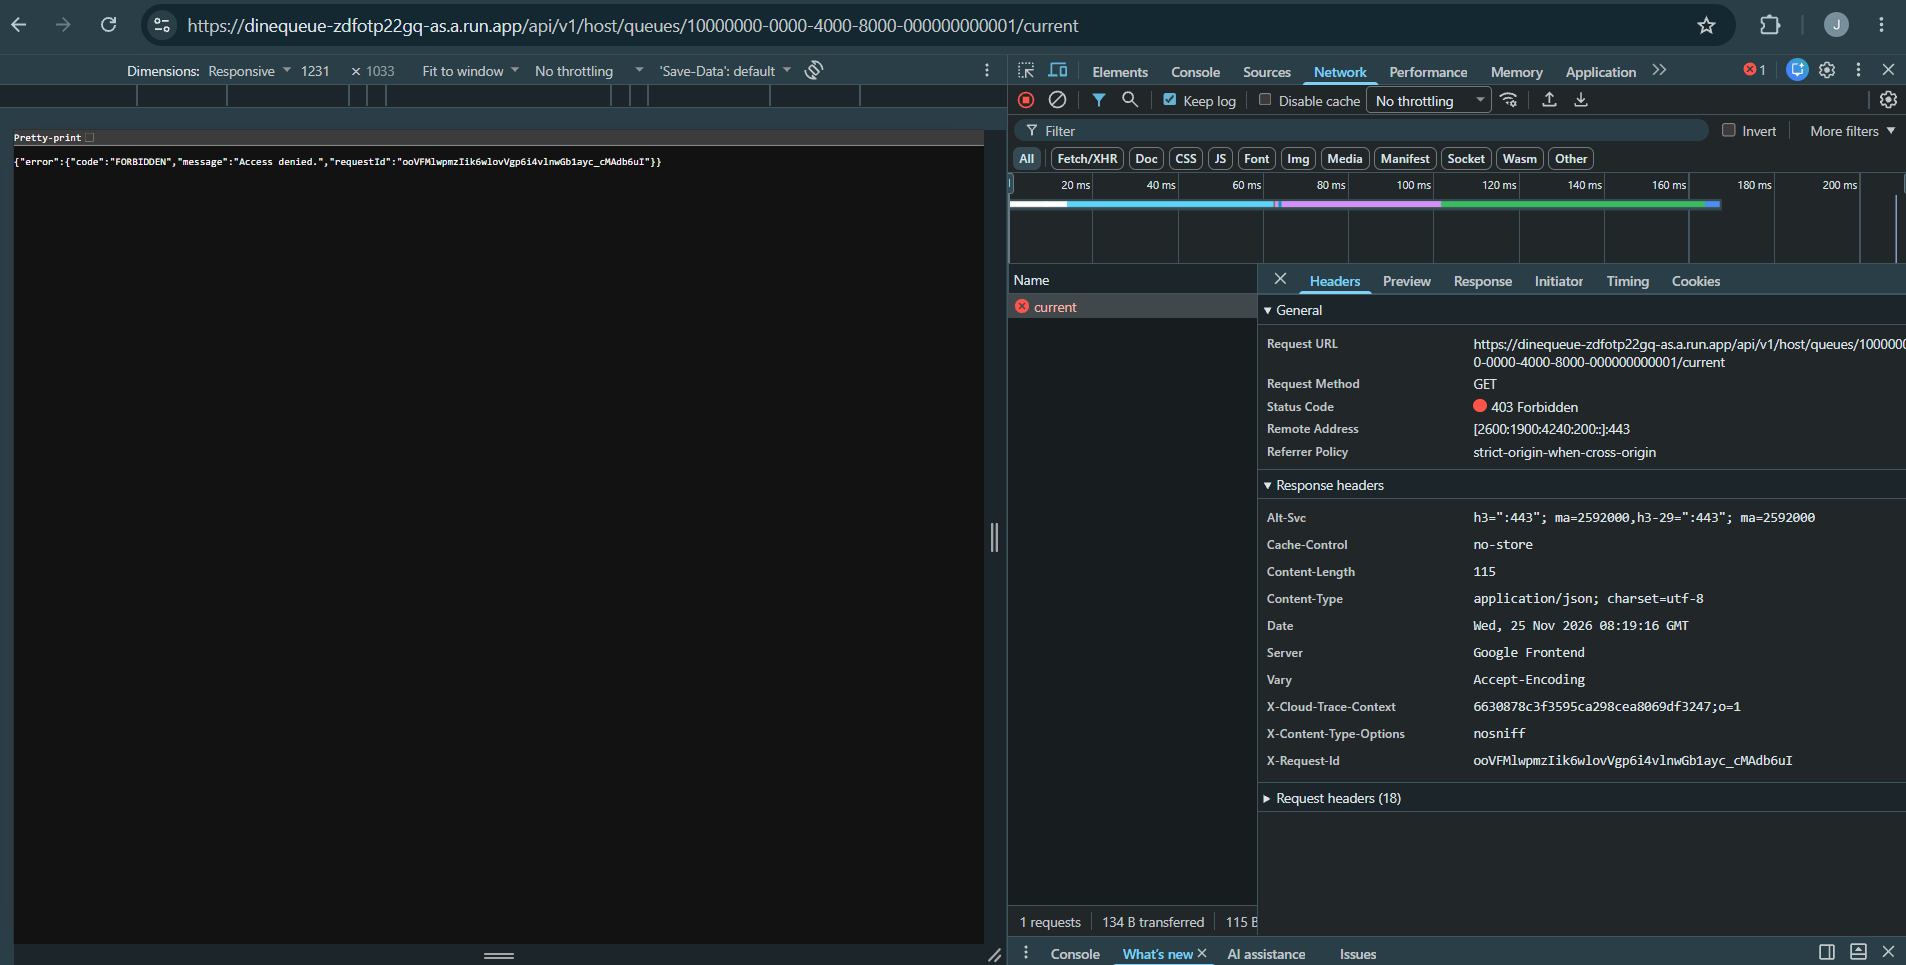 https://dinequeue-zdfotp22gq-as.a.run.app/api/v1/host/queues/10000000-0000-4000-8000-000000000001/current
J
Dimensions: Responsive 1231 × 1033 Fit to window No throttling 'Save-Data': default
Elements Console Sources Network Performance Memory Application 1
Keep log Disable cache No throttling
Filter Invert More filters
All Fetch/XHR Doc CSS JS Font Img Media Manifest Socket Wasm Other
20 ms 40 ms 60 ms 80 ms 100 ms 120 ms 140 ms 160 ms 180 ms 200 ms
Pretty-print
{"error":{"code":"FORBIDDEN","message":"Access denied.","requestId":"ooVFMlwpmzIik6wlovVgp6i4vlnwGb1ayc_cMAdb6uI"}}
Name
current
Headers Preview Response Initiator Timing Cookies
General
Request URL https://dinequeue-zdfotp22gq-as.a.run.app/api/v1/host/queues/1000000
0-0000-4000-8000-000000000001/current
Request Method GET
Status Code 403 Forbidden
Remote Address [2600:1900:4240:200::]:443
Referrer Policy strict-origin-when-cross-origin
Response headers
Alt-Svc h3=":443"; ma=2592000,h3-29=":443"; ma=2592000
Cache-Control no-store
Content-Length 115
Content-Type application/json; charset=utf-8
Date Wed, 25 Nov 2026 08:19:16 GMT
Server Google Frontend
Vary Accept-Encoding
X-Cloud-Trace-Context 6630878c3f3595ca298cea8069df3247;o=1
X-Content-Type-Options nosniff
X-Request-Id ooVFMlwpmzIik6wlovVgp6i4vlnwGb1ayc_cMAdb6uI
Request headers (18)
1 requests 134 B transferred 115 B
Console What's new AI assistance Issues